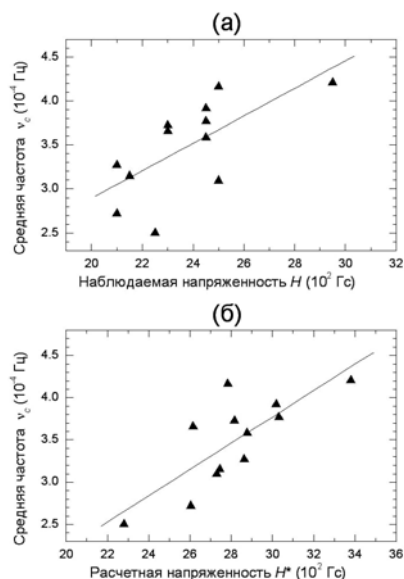 (а)
Средняя частота ν_c (10⁻⁴ Гц)
4.5
4.0
3.5
3.0
2.5
20 22 24 26 28 30 32
Наблюдаемая напряженность H (10² Гс)
(б)
Средняя частота ν_c (10⁻⁴ Гц)
4.5
4.0
3.5
3.0
2.5
20 22 24 26 28 30 32 34 36
Расчетная напряженность H* (10² Гс)